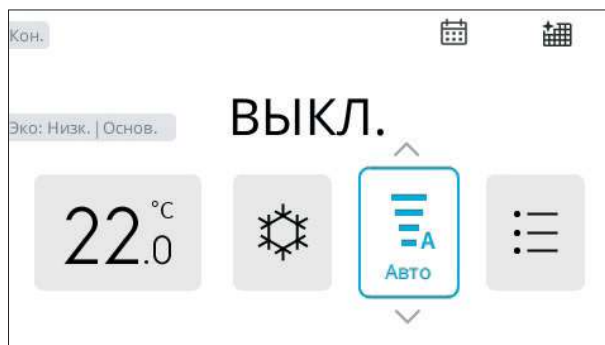 Кон.
Эко: Низк. | Основ.
ВЫКЛ.
22.0 °C
A
Авто